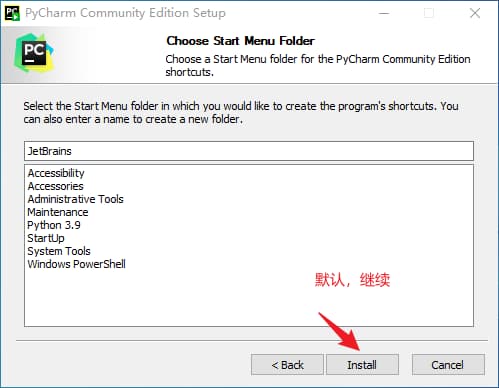 PyCharm Community Edition Setup
PC
Choose Start Menu Folder
Choose a Start Menu folder for the PyCharm Community Edition
shortcuts.
Select the Start Menu folder in which you would like to create the program's shortcuts. You
can also enter a name to create a new folder.
JetBrains
Accessibility
Accessories
Administrative Tools
Maintenance
Python 3.9
StartUp
System Tools
Windows PowerShell
默认，继续
< Back
Install
Cancel